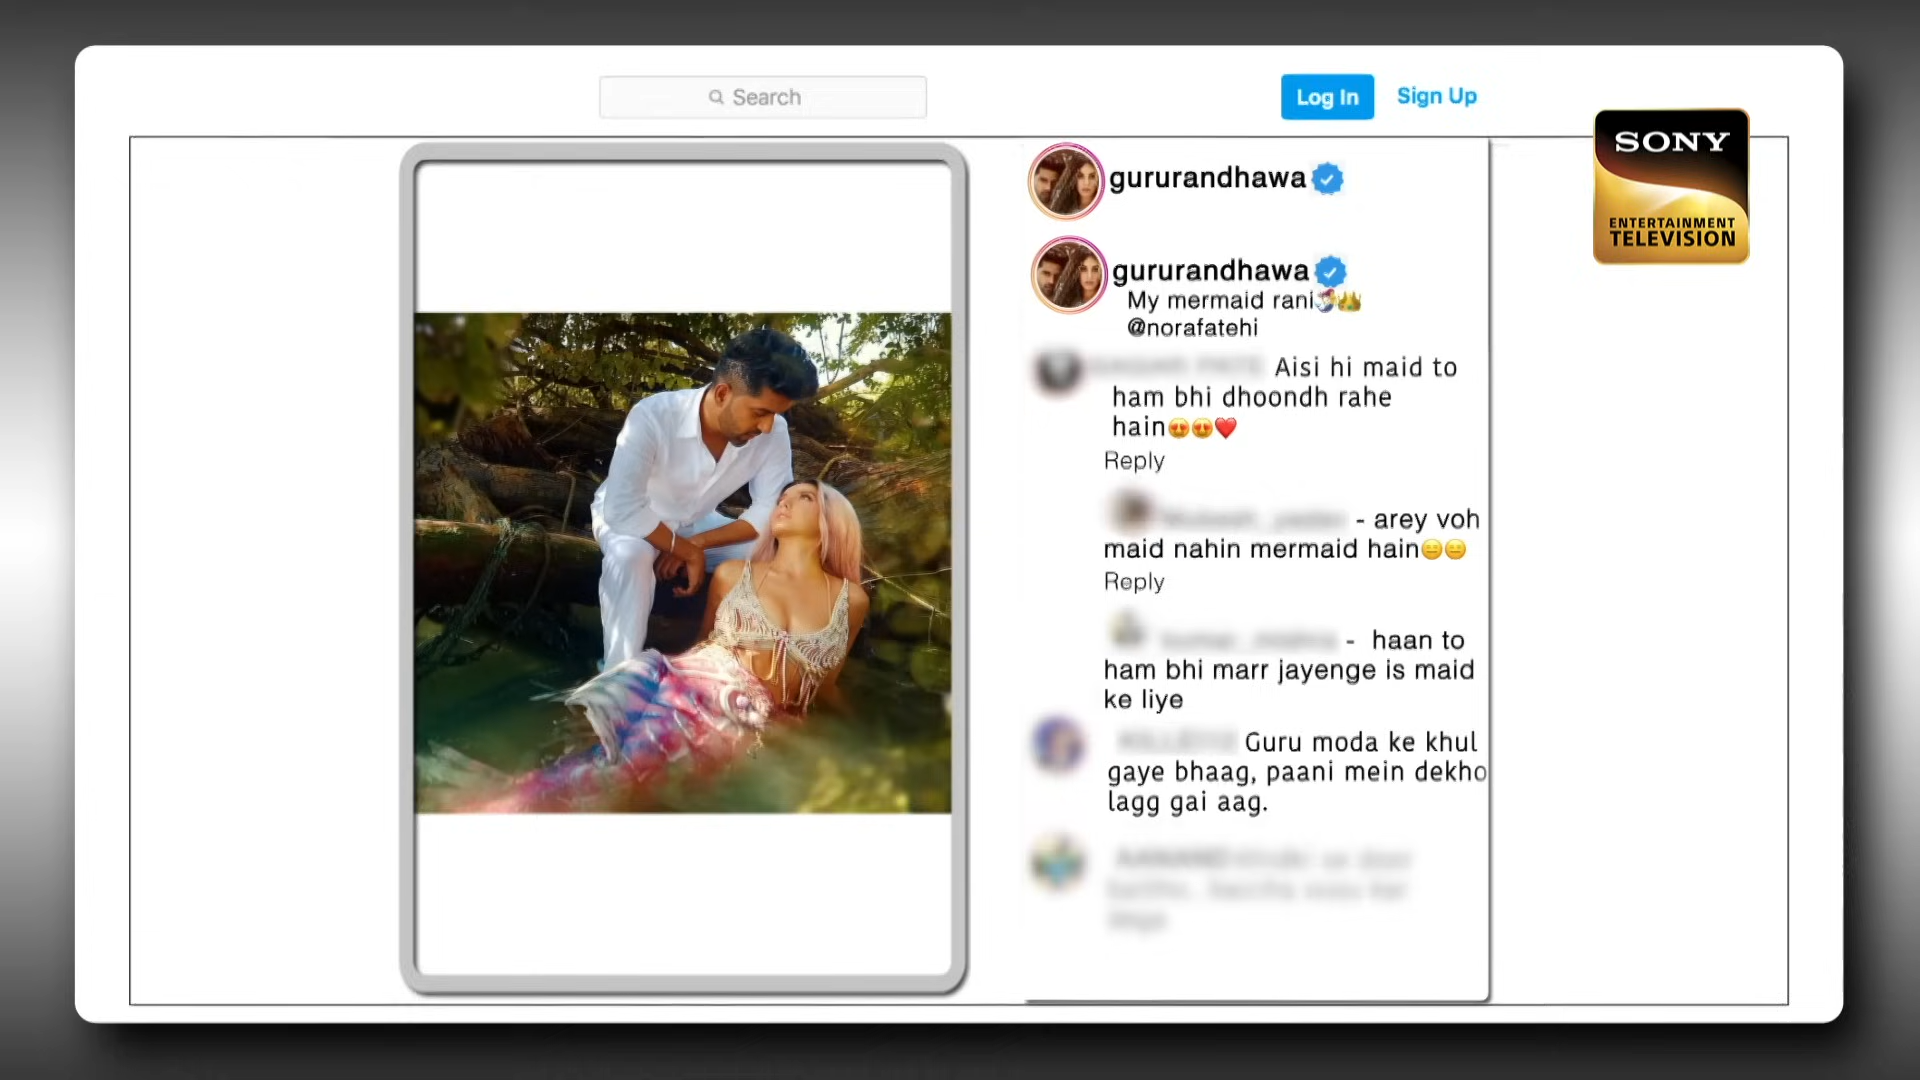 Search
Log In
Sign Up
SONY
ENTERTAINMENT
TELEVISION
gururandhawa
gururandhawa
My mermaid rani🧜‍♀️👑
@norafatehi
Aisi hi maid to
ham bhi dhoondh rahe
hain😍😍❤️
Reply
- arey voh
maid nahin mermaid hain😑😑
Reply
- haan to
ham bhi marr jayenge is maid
ke liye
Guru moda ke khul
gaye bhaag, paani mein dekho
lagg gai aag.